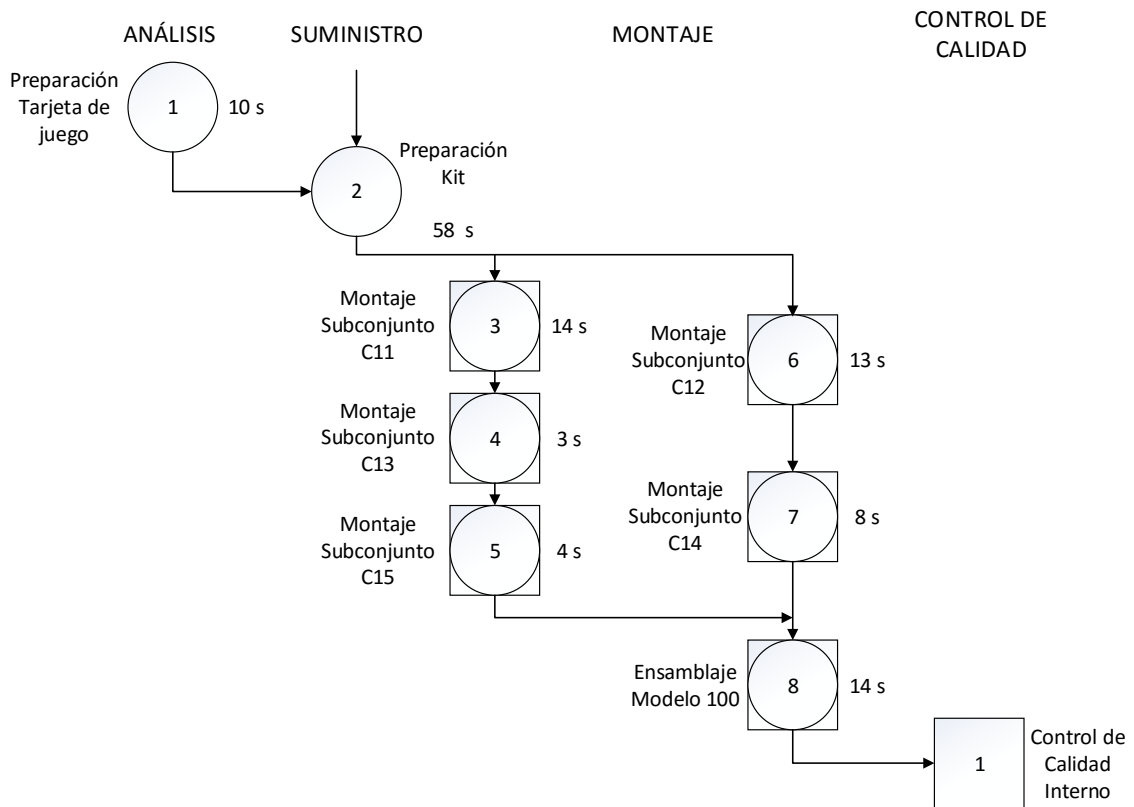 ANÁLISIS
SUMINISTRO
MONTAJE
CONTROL DE
CALIDAD
Preparación
Tarjeta de
juego
1
10 s
2
Preparación
Kit
58 s
Montaje
Subconjunto
C11
3
14 s
Montaje
Subconjunto
C12
6
13 s
Montaje
Subconjunto
C13
4
3 s
Montaje
Subconjunto
C14
7
8 s
Montaje
Subconjunto
C15
5
4 s
Ensamblaje
Modelo 100
8
14 s
1
Control de
Calidad
Interno